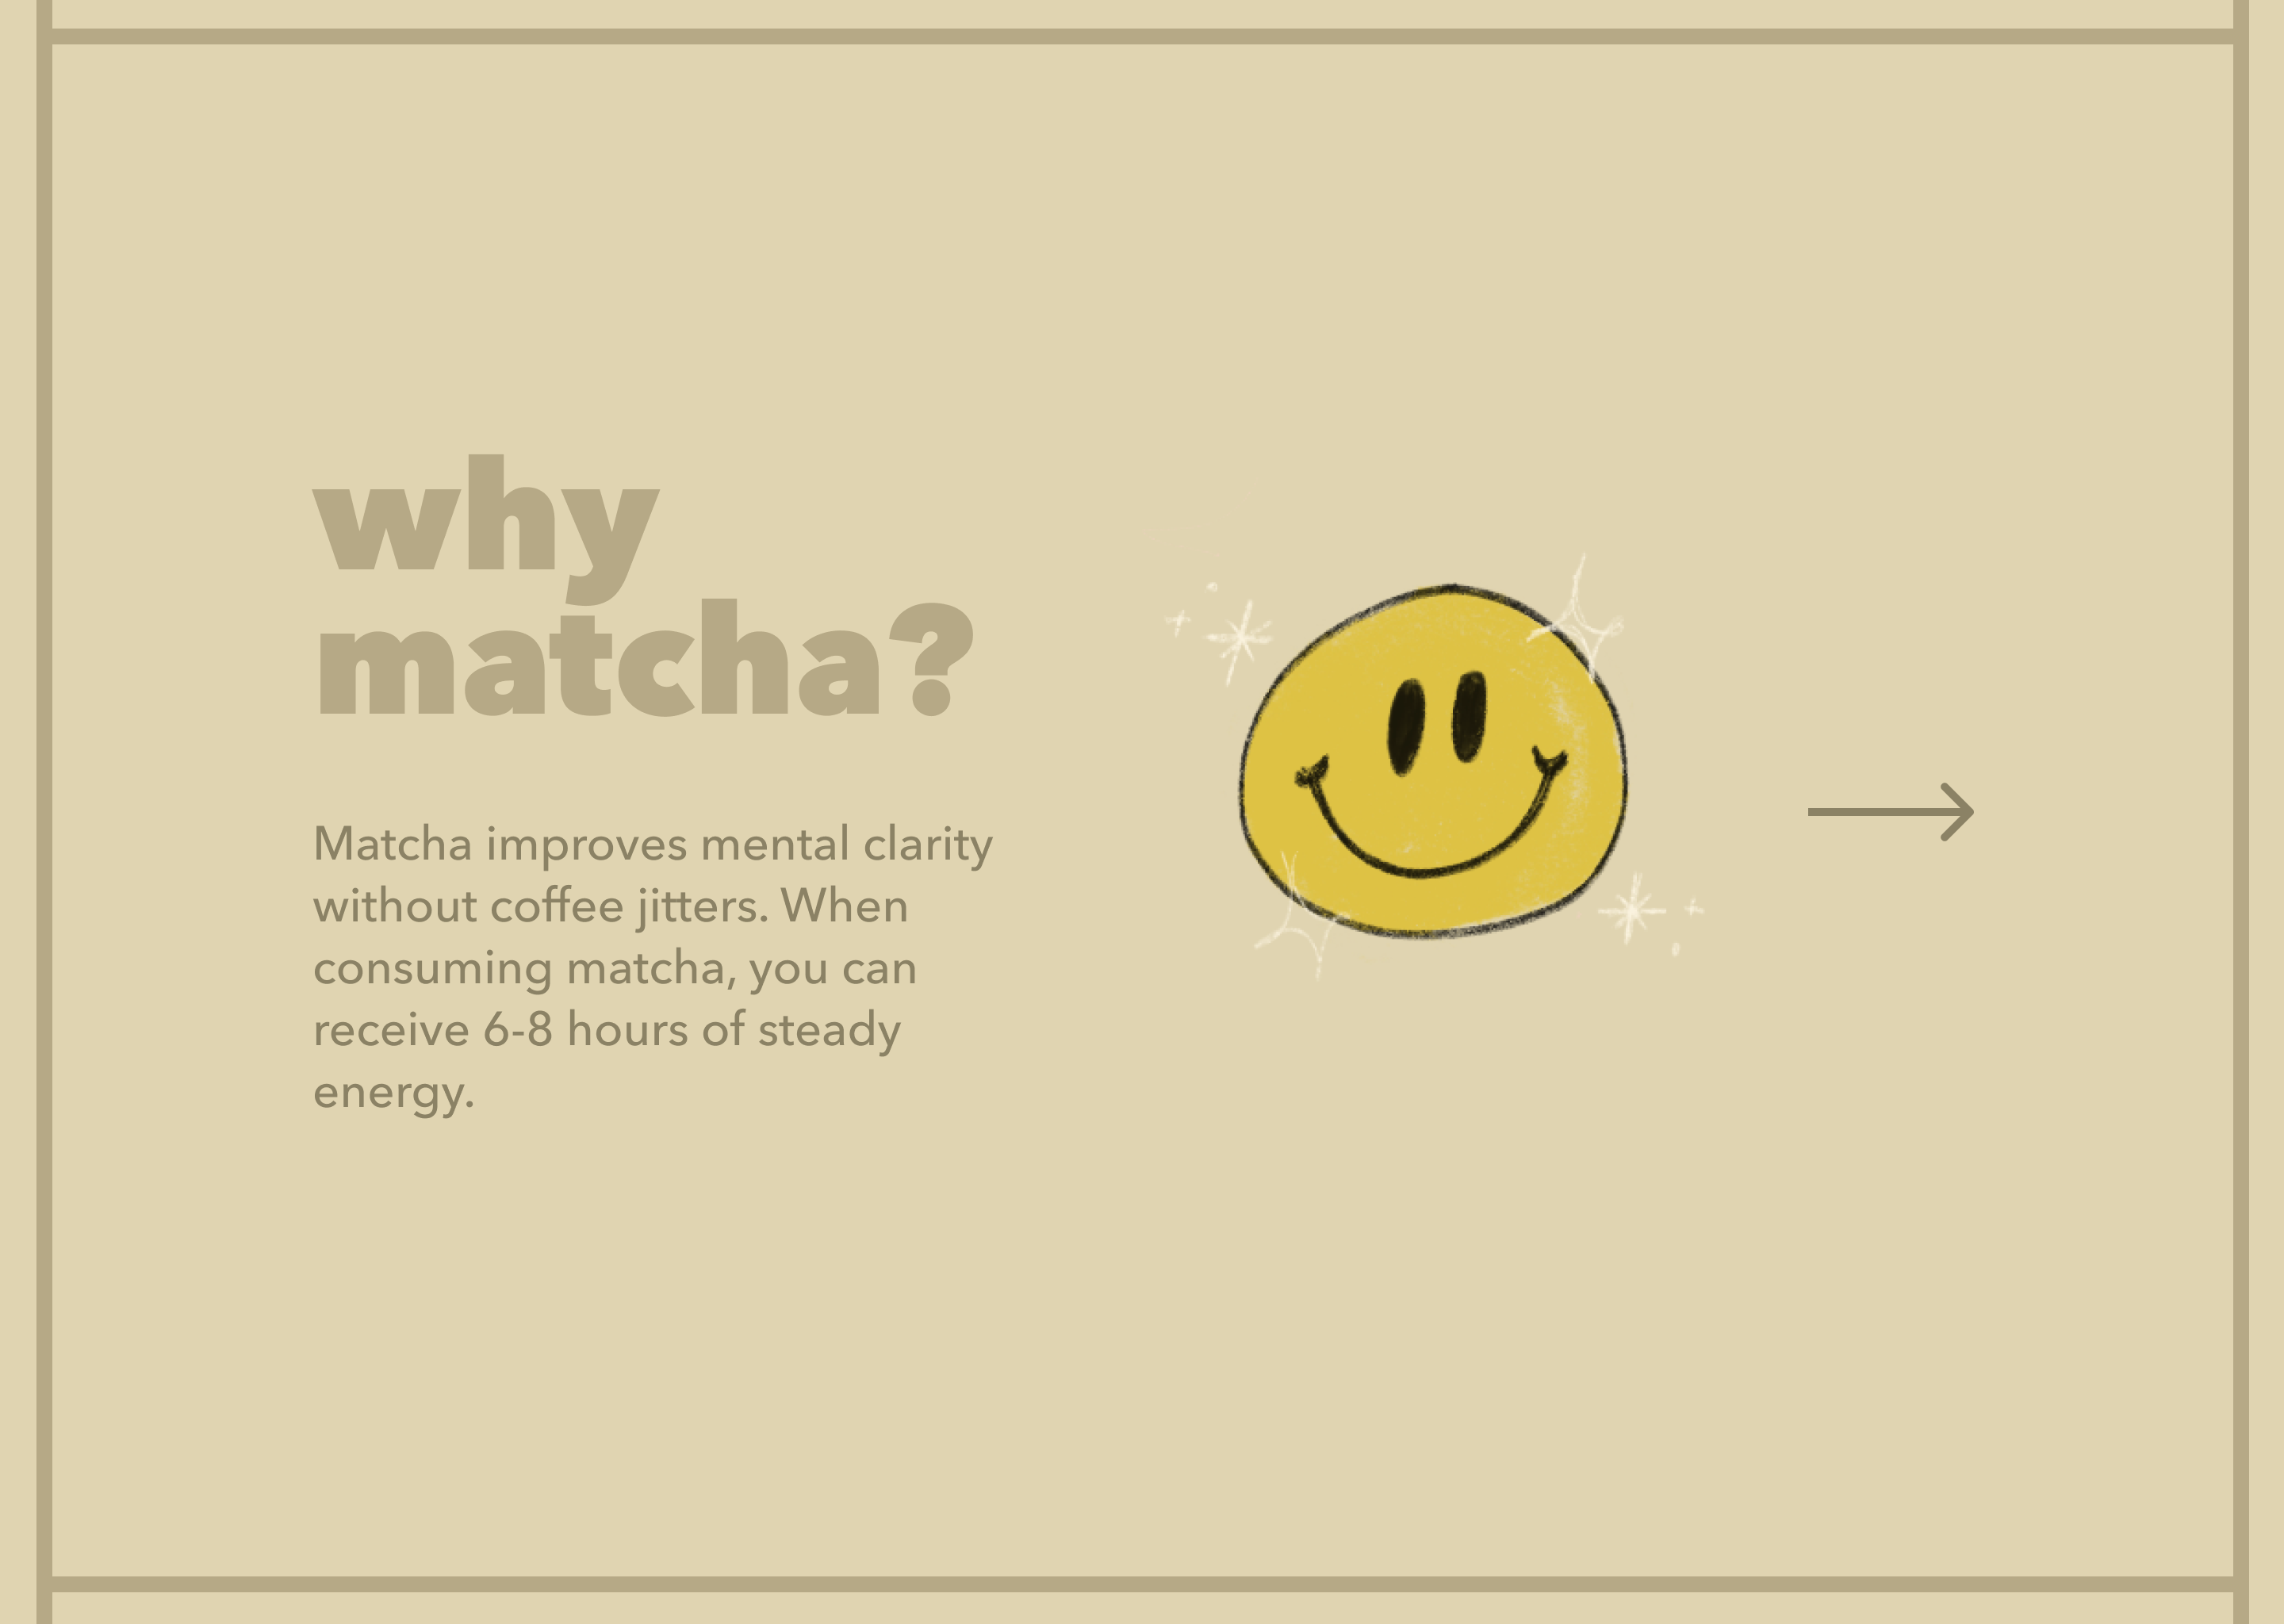 why
matcha?
Matcha improves mental clarity
without coffee jitters. When
consuming matcha, you can
receive 6-8 hours of steady
energy.